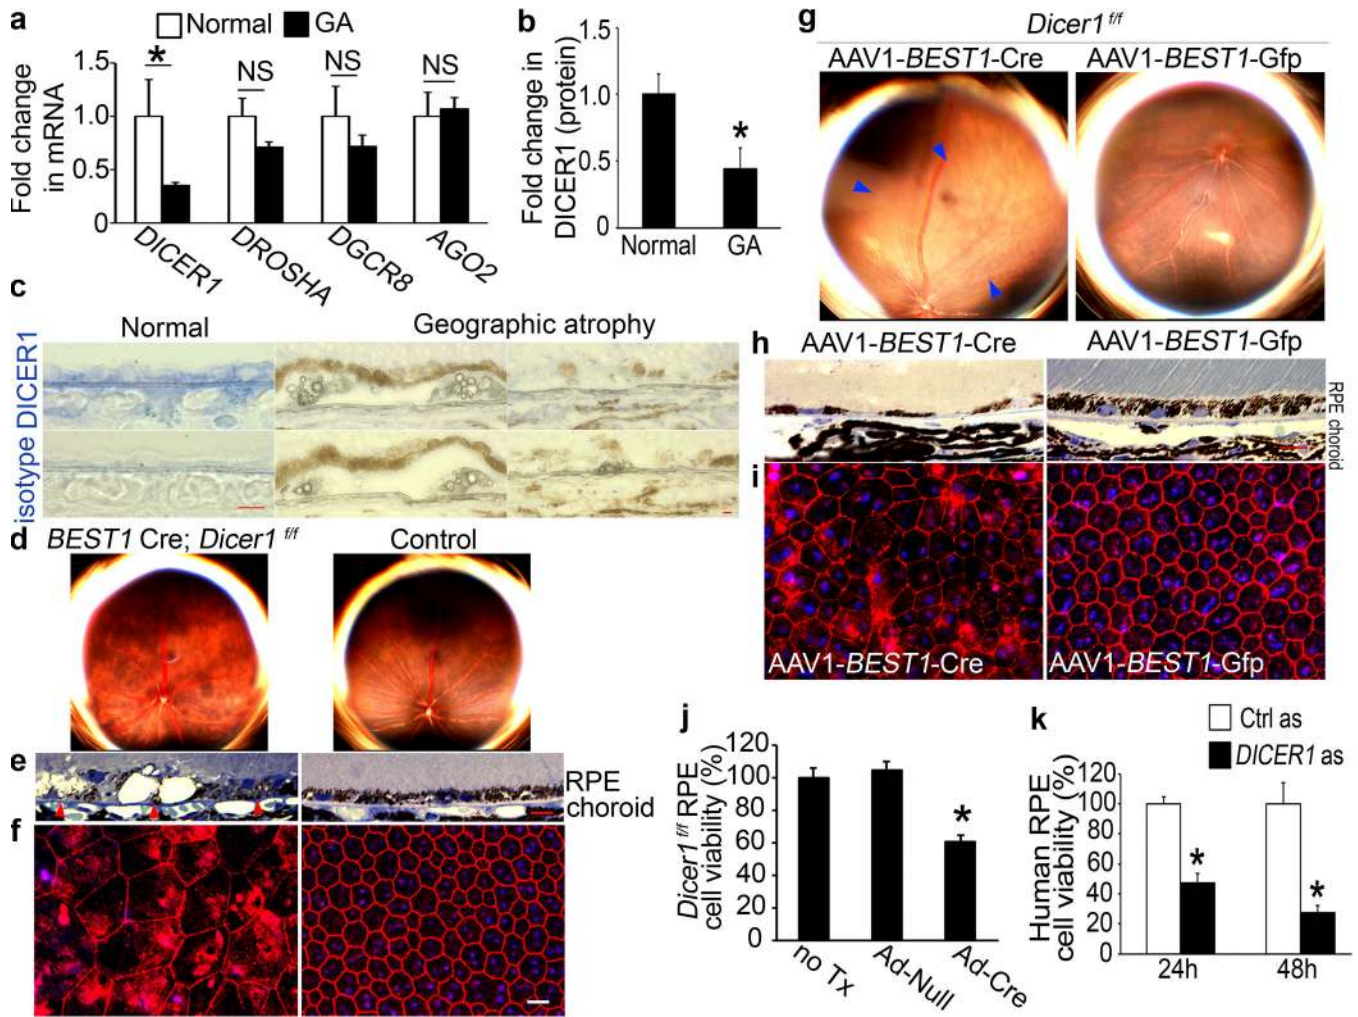 a
Normal GA
Fold change
in mRNA
1.5
1.0
0.5
0
* NS NS NS
DICER1 DROSHA DGCR8 AGO2
b
Fold change in
DICER1 (protein)
1.5
1.0
0.5
0
*
Normal GA
c
Normal Geographic atrophy
isotype DICER1
d
BEST1 Cre; Dicer1 f/f Control
e
RPE
choroid
f
g
Dicer1 f/f
AAV1-BEST1-Cre AAV1-BEST1-Gfp
h
AAV1-BEST1-Cre AAV1-BEST1-Gfp
RPE choroid
i
AAV1-BEST1-Cre AAV1-BEST1-Gfp
j
Dicer1 f/f RPE
cell viability (%)
120
100
80
60
40
20
0
*
no Tx Ad-Null Ad-Cre
k
Ctrl as
DICER1 as
Human RPE
cell viability (%)
120
100
80
60
40
20
0
* *
24h 48h